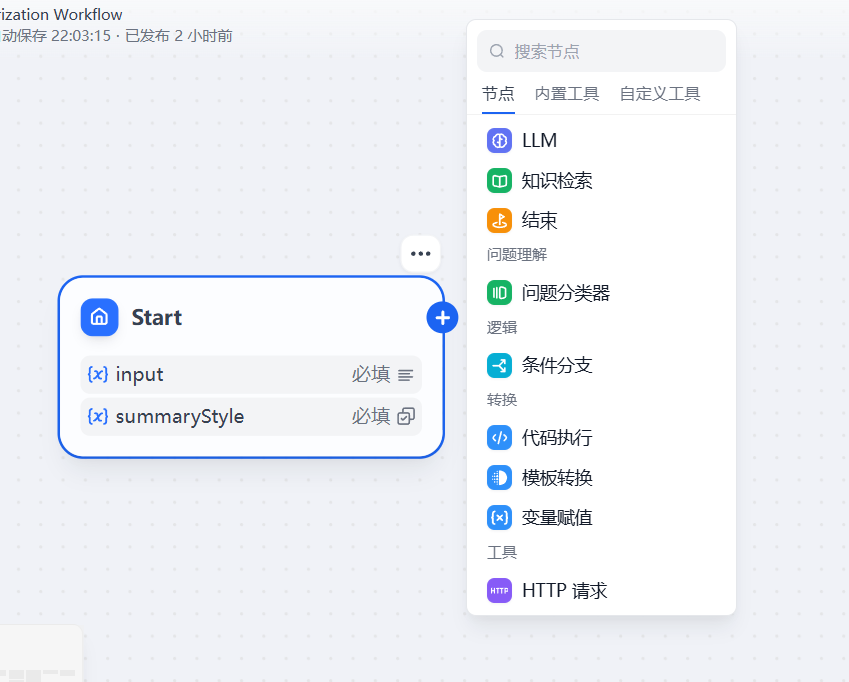 rization Workflow
动保存 22:03:15 · 已发布 2 小时前
搜索节点
节点 内置工具 自定义工具
LLM
知识检索
结束
问题理解
问题分类器
逻辑
条件分支
转换
代码执行
模板转换
变量赋值
工具
HTTP HTTP 请求
Start
{x} input 必填
{x} summaryStyle 必填